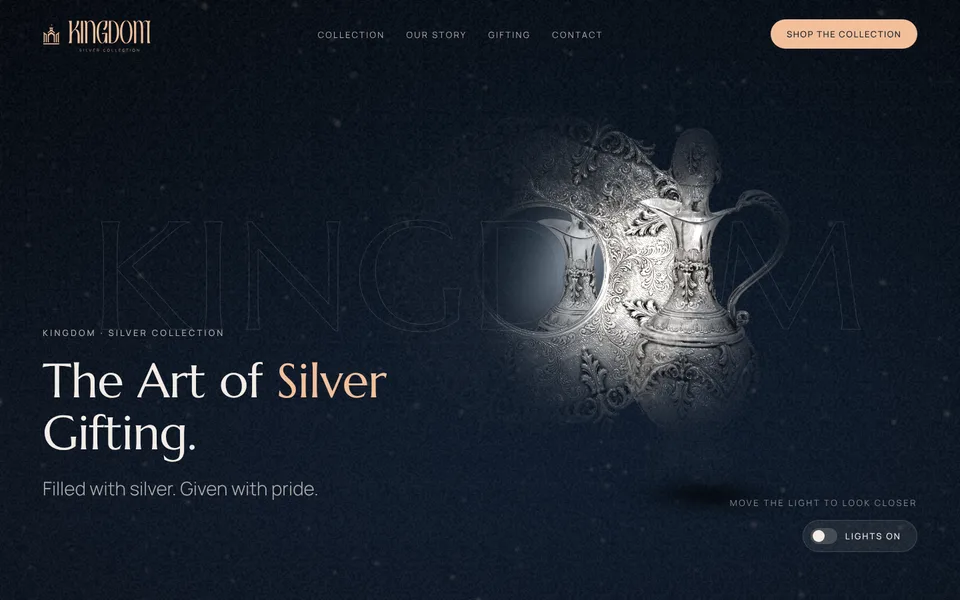 KINGDOM
SILVER COLLECTION
COLLECTION
OUR STORY
GIFTING
CONTACT
SHOP THE COLLECTION
KINGDOM
KINGDOM · SILVER COLLECTION
The Art of Silver
Gifting.
Filled with silver. Given with pride.
MOVE THE LIGHT TO LOOK CLOSER
LIGHTS ON